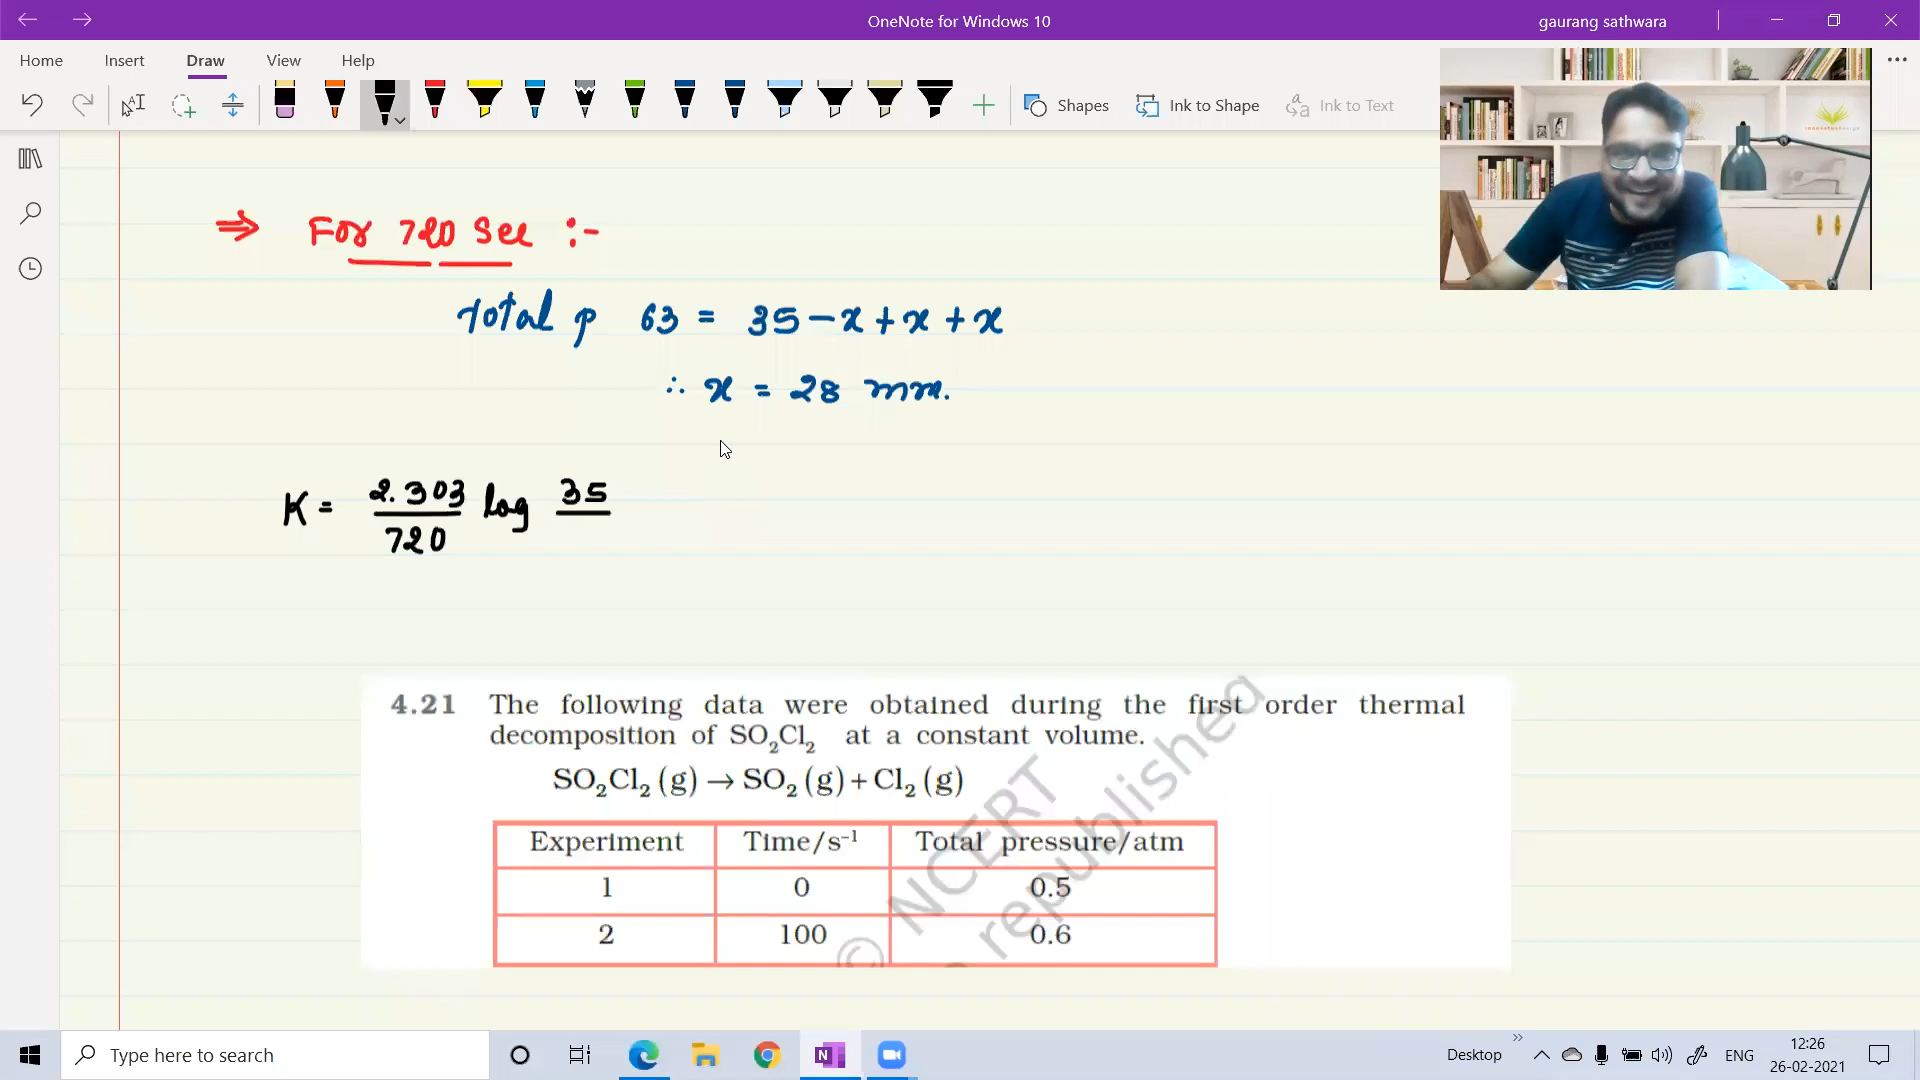 OneNote for Windows 10
gaurang sathwara
Home Insert Draw View Help
Shapes Ink to Shape Ink to Text
⇒ For 720 Sec :-
Total p 63 = 35 - x + x + x
∴ x = 28 mm.
K = 2.303/720 log 35/
4.21 The following data were obtained during the first order thermal
decomposition of SO₂Cl₂ at a constant volume.
SO₂Cl₂ (g) → SO₂ (g) + Cl₂ (g)
Experiment Time/s⁻¹ Total pressure/atm
1 0 0.5
2 100 0.6
© NCERT
republished
Type here to search
Desktop
ENG
12:26
26-02-2021